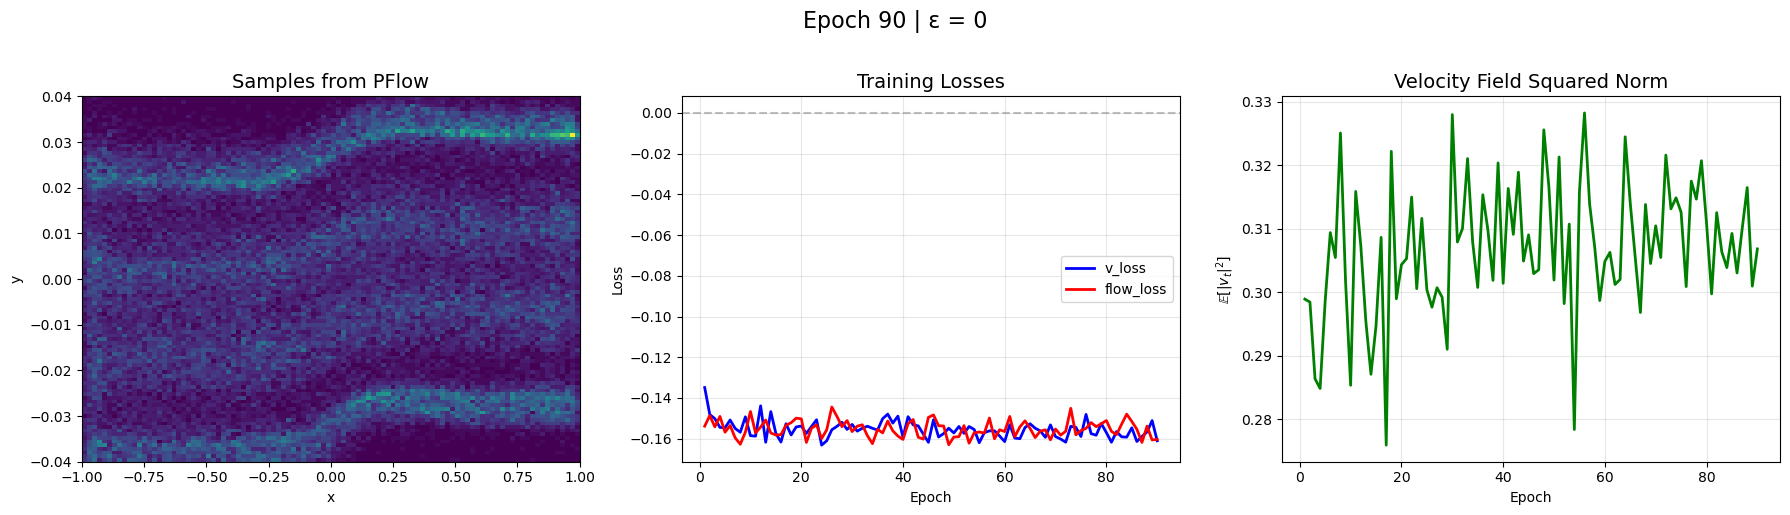 Epoch 90 | ε = 0
Samples from PFlow
0.04
0.03
0.02
0.01
0.00
−0.01
−0.02
−0.03
−0.04
y
−1.00 −0.75 −0.50 −0.25 0.00 0.25 0.50 0.75 1.00
x
Training Losses
0.00
−0.02
−0.04
−0.06
−0.08
−0.10
−0.12
−0.14
−0.16
Loss
v_loss
flow_loss
0 20 40 60 80
Epoch
Velocity Field Squared Norm
0.33
0.32
0.31
0.30
0.29
0.28
𝔼[|v_t|²]
0 20 40 60 80
Epoch